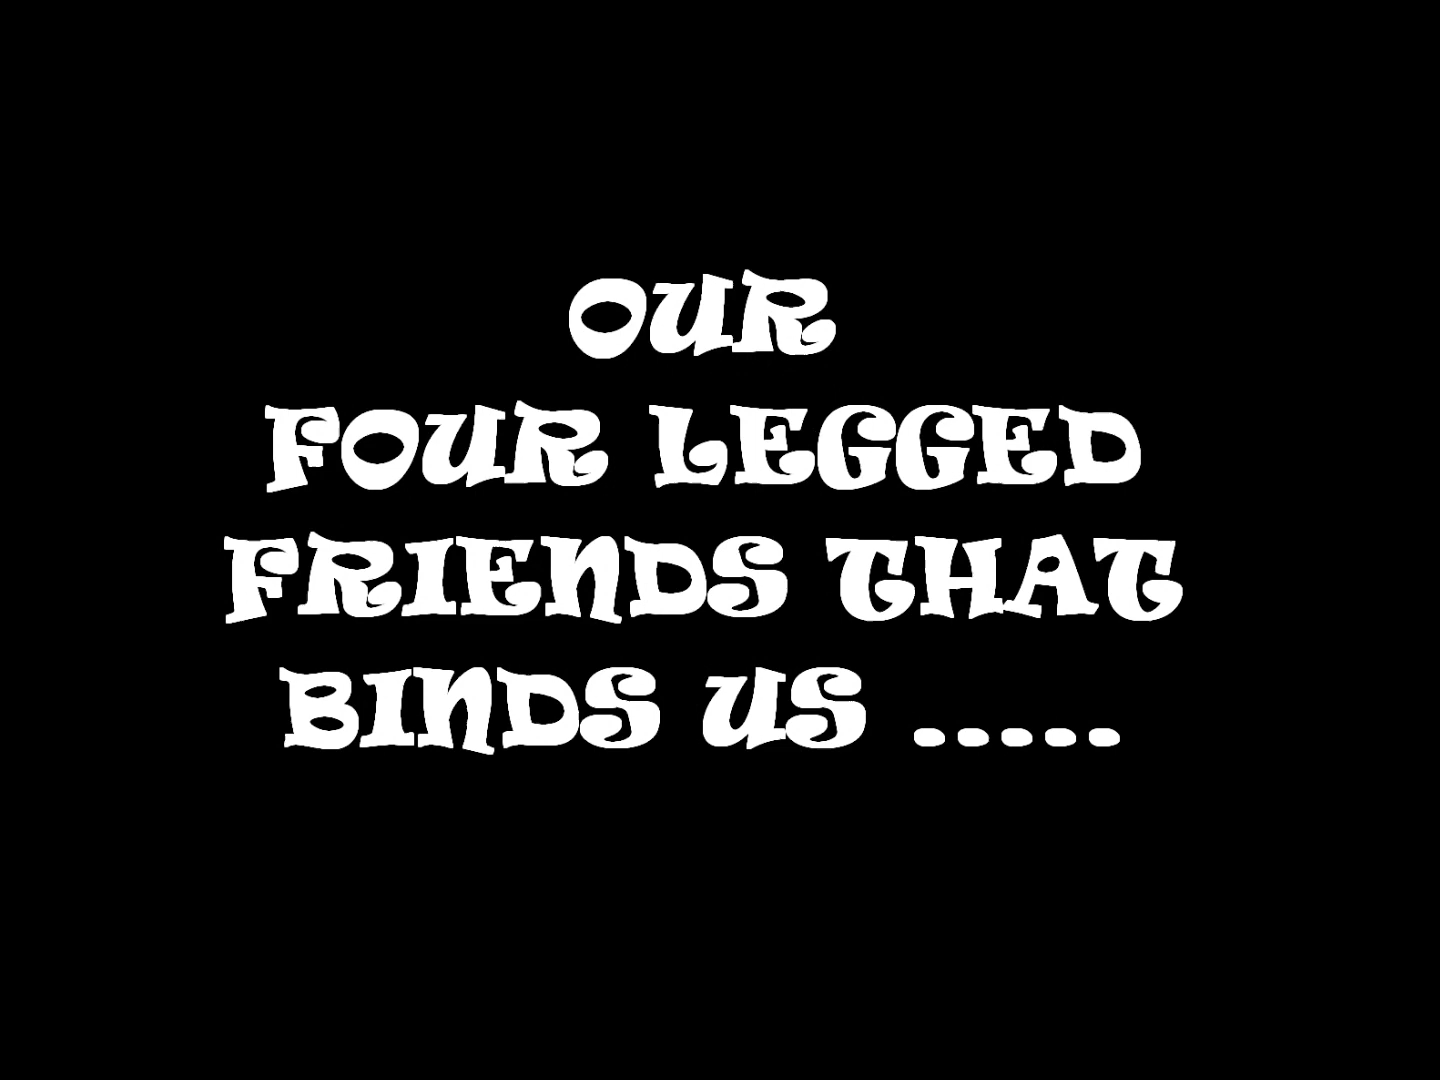 OUR
FOUR LEGGED
FRIENDS THAT
BINDS US .....